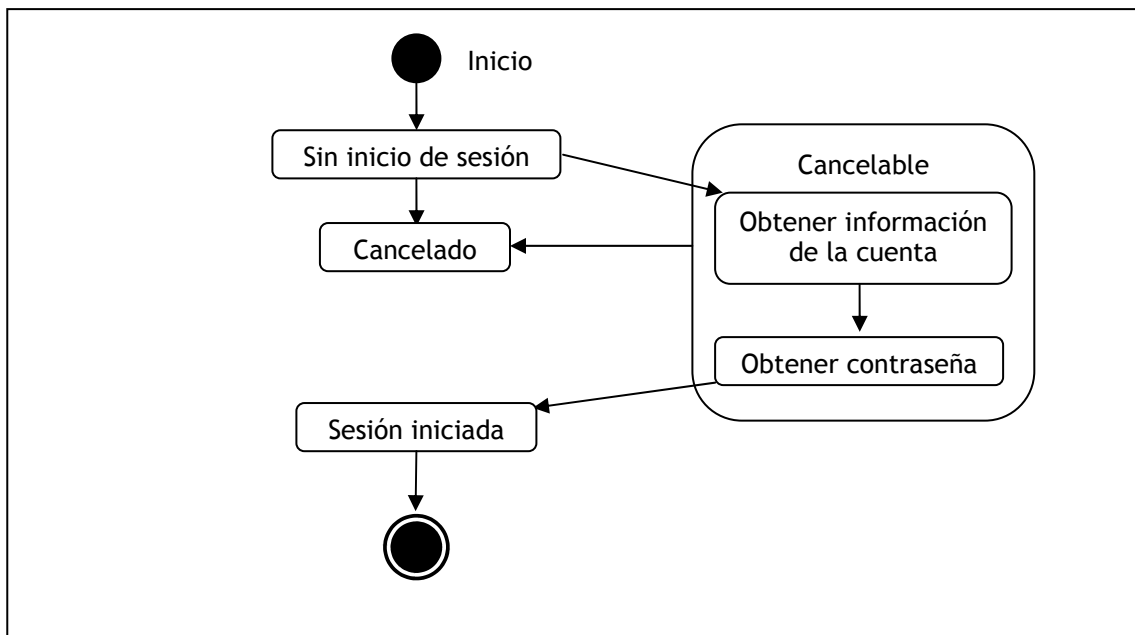 Inicio
Sin inicio de sesión
Cancelable
Obtener información
de la cuenta
Cancelado
Obtener contraseña
Sesión iniciada